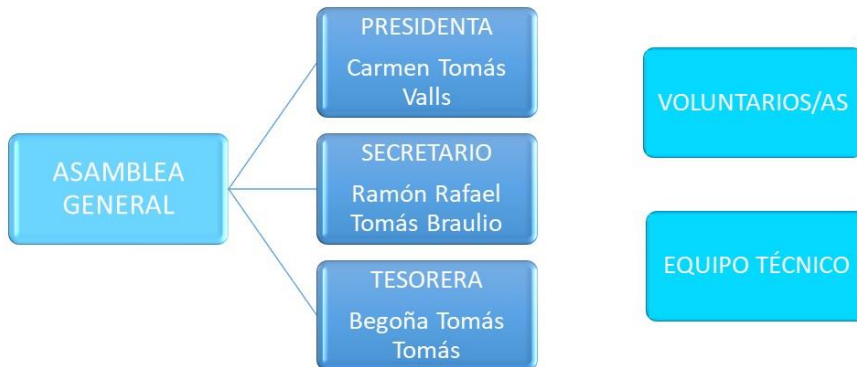 ASAMBLEA
GENERAL
PRESIDENTA
Carmen Tomás
Valls
SECRETARIO
Ramón Rafael
Tomás Braulio
TESORERA
Begoña Tomás
Tomás
VOLUNTARIOS/AS
EQUIPO TÉCNICO